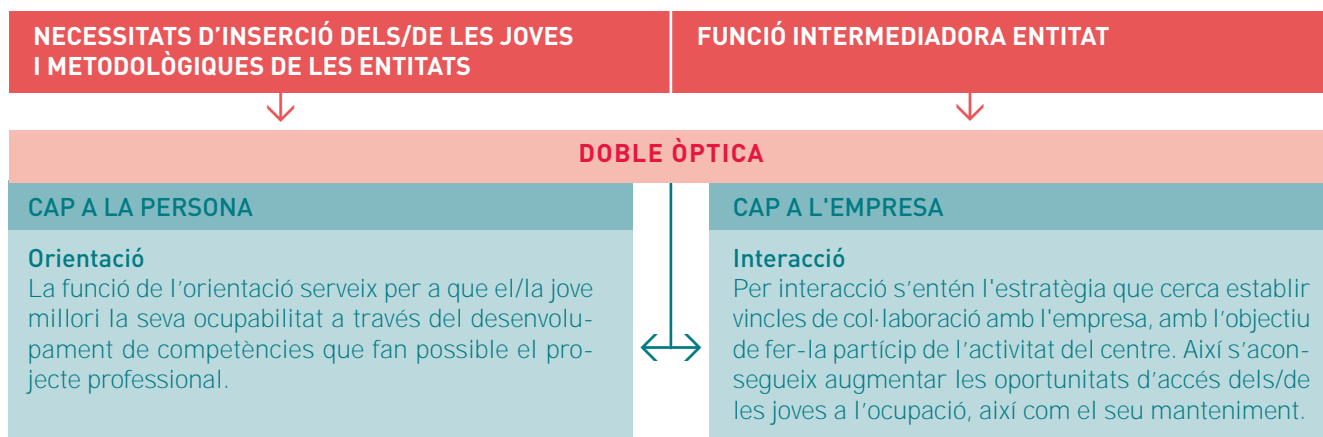 NECESSITATS D’INSERCIÓ DELS/DE LES JOVES
I METODOLÒGIQUES DE LES ENTITATS
FUNCIÓ INTERMEDIADORA ENTITAT
DOBLE ÒPTICA
CAP A LA PERSONA
Orientació
La funció de l’orientació serveix per a que el/la jove
millori la seva ocupabilitat a través del desenvolu-
pament de competències que fan possible el pro-
jecte professional.
CAP A L'EMPRESA
Interacció
Per interacció s’entén l'estratègia que cerca establir
vincles de col·laboració amb l'empresa, amb l’objectiu
de fer-la partícip de l’activitat del centre. Així s’acon-
segueix augmentar les oportunitats d’accés dels/de
les joves a l’ocupació, així com el seu manteniment.